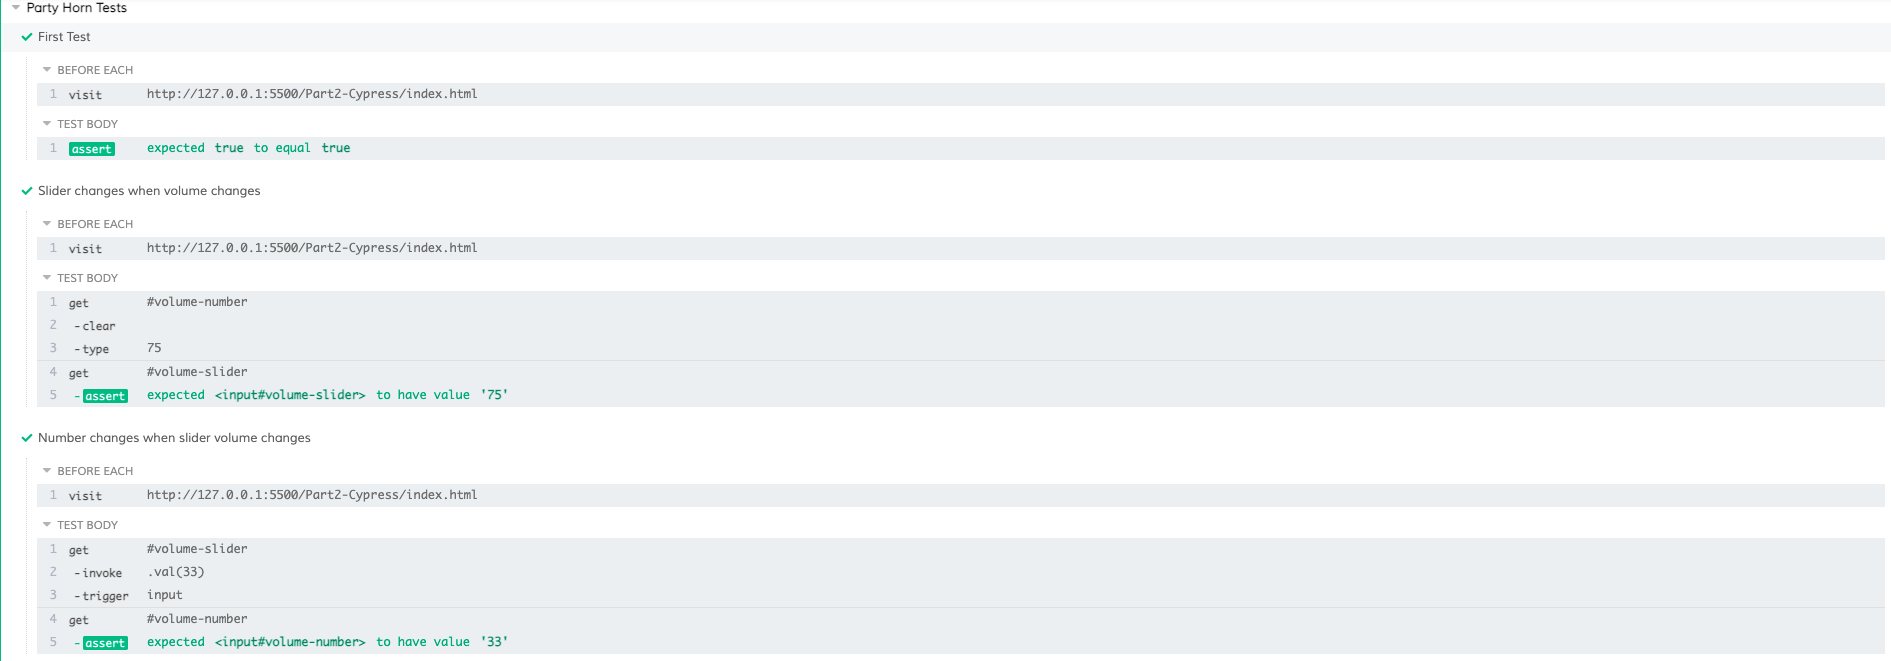 Party Horn Tests
First Test
BEFORE EACH
1 visit http://127.0.0.1:5500/Part2-Cypress/index.html
TEST BODY
1 assert expected true to equal true
Slider changes when volume changes
BEFORE EACH
1 visit http://127.0.0.1:5500/Part2-Cypress/index.html
TEST BODY
1 get #volume-number
2 -clear
3 -type 75
4 get #volume-slider
5 -assert expected <input#volume-slider> to have value '75'
Number changes when slider volume changes
BEFORE EACH
1 visit http://127.0.0.1:5500/Part2-Cypress/index.html
TEST BODY
1 get #volume-slider
2 -invoke .val(33)
3 -trigger input
4 get #volume-number
5 -assert expected <input#volume-number> to have value '33'